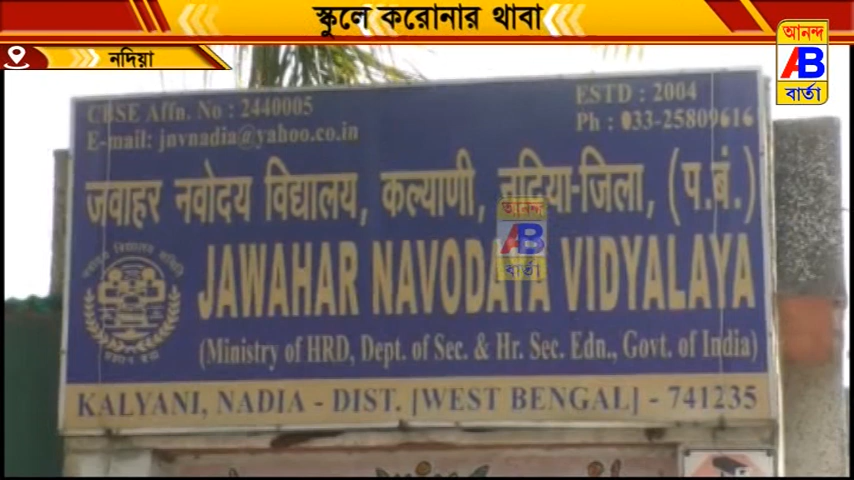 স্কুলে করোনার থাবা
আনন্দ
AB
বার্তা
নদিয়া
CBSE Affn. No : 2440005
ESTD : 2004
E-mail: jnvnadia@yahoo.co.in
Ph : 033-25809616
जवाहर नवोदय विद्यालय, कल्याणी, नदिया-जिला, (प.बं.)
आनন্দ
AB
বার্তা
JAWAHAR NAVODAYA VIDYALAYA
(Ministry of HRD, Dept. of Sec. & Hr. Sec. Edn., Govt. of India)
KALYANI, NADIA - DIST. [WEST BENGAL] - 741235